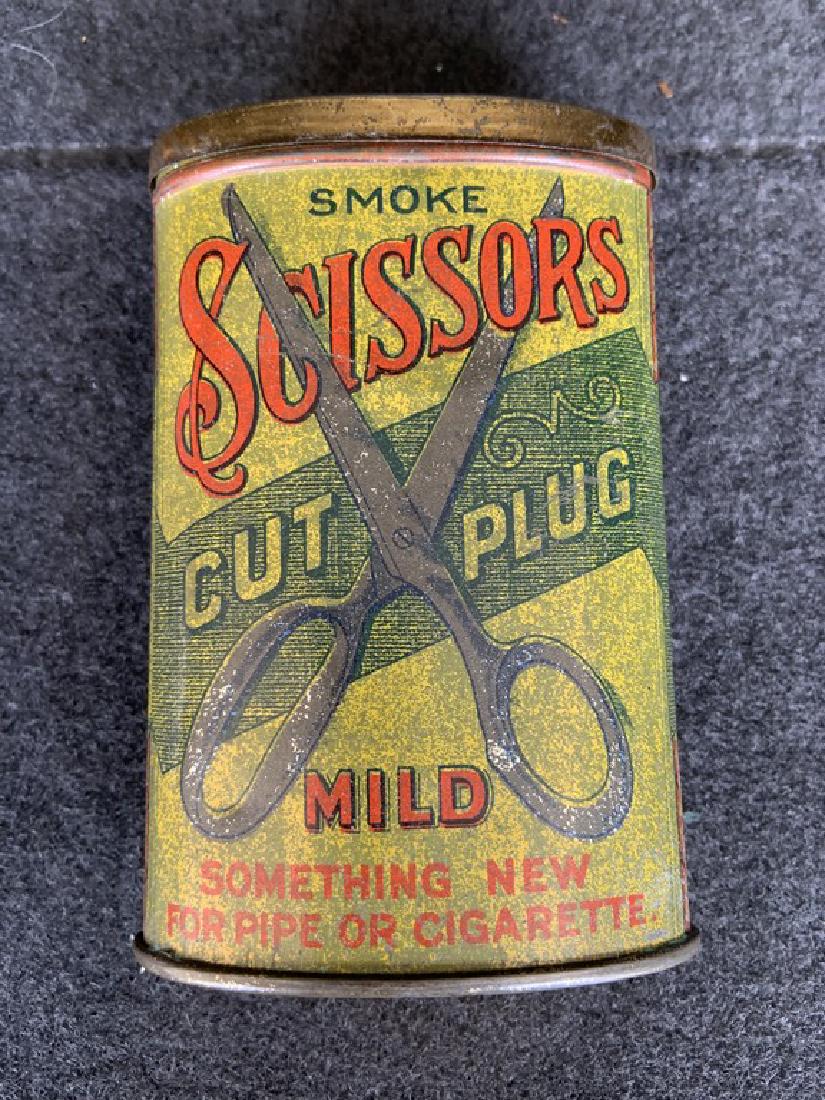 SMOKE
SCISSORS
CUT PLUG
MILD
SOMETHING NEW
FOR PIPE OR CIGARETTE.